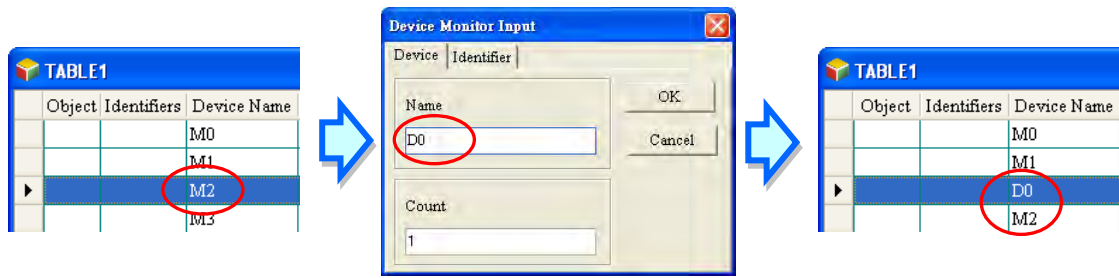 TABLE1
Object Identifiers Device Name
M0
M1
M2
M3
Device Monitor Input
Device Identifier
Name
D0
OK
Cancel
Count
1
TABLE1
Object Identifiers Device Name
M0
M1
D0
M2